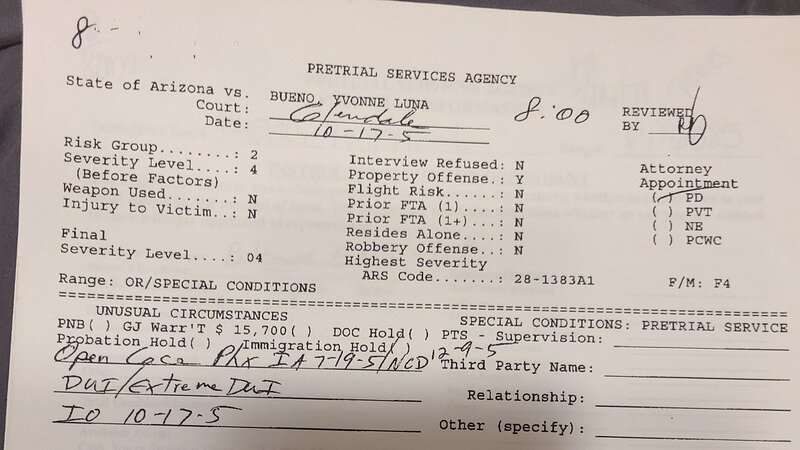 8
PRETRIAL SERVICES AGENCY
State of Arizona vs. BUENO, YVONNE LUNA
Court: Glendale 8:00 REVIEWED
Date: 10-17-5 BY
Risk Group........: 2 Interview Refused: N Attorney
Severity Level....: 4 Property Offense.: Y Appointment
(Before Factors) Flight Risk......: N ( ) PD
Weapon Used.......: N Prior FTA (1)....: N ( ) PVT
Injury to Victim..: N Prior FTA (1+)...: N ( ) NE
Resides Alone....: N ( ) PCWC
Final Robbery Offense..: N
Severity Level....: 04 Highest Severity
ARS Code.......: 28-1383A1 F/M: F4
Range: OR/SPECIAL CONDITIONS
UNUSUAL CIRCUMSTANCES SPECIAL CONDITIONS: PRETRIAL SERVICE
PNB( ) GJ Warr'T $ 15,700( ) DOC Hold( ) PTS - Supervision:
Probation Hold( ) Immigration Hold( ) 12-9-5
Open Case Phx IA 7-19-5/NCD Third Party Name:
DUI/Extreme DUI Relationship:
IO 10-17-5 Other (specify):